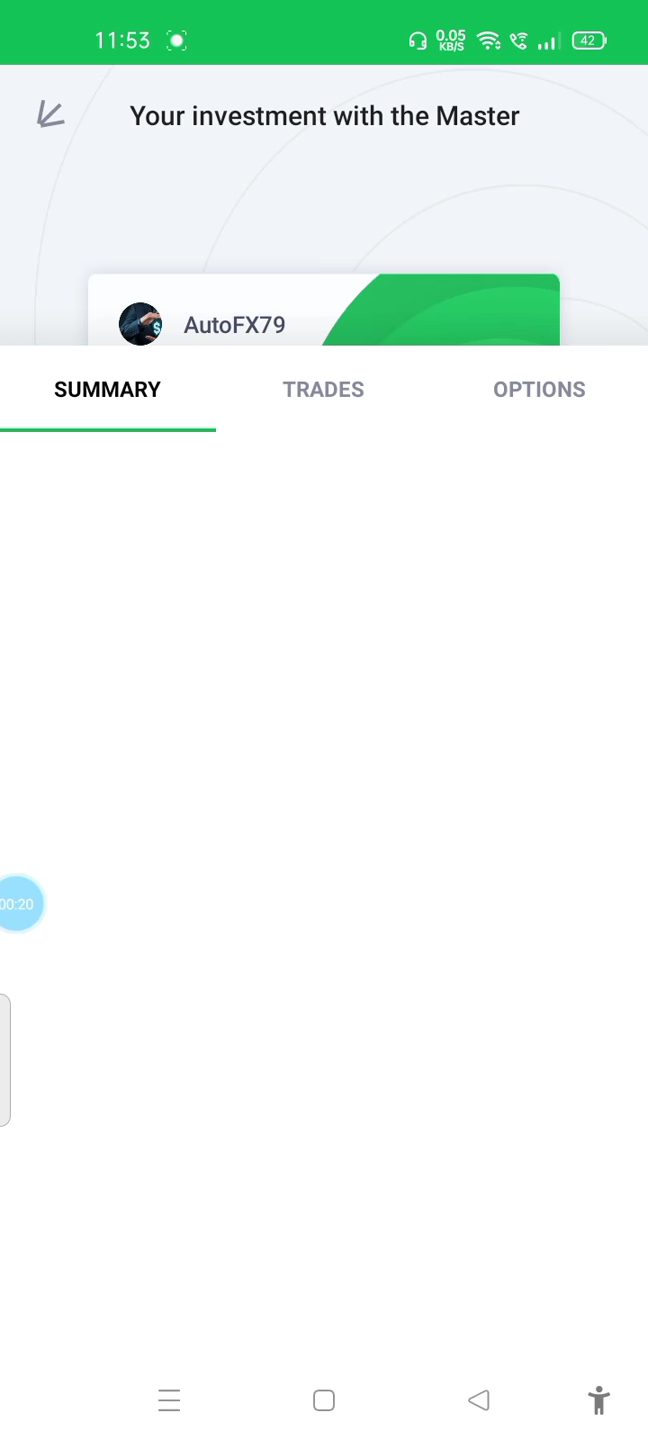 11:53
0.05
KB/S
42
Your investment with the Master
$
AutoFX79
SUMMARY
TRADES
OPTIONS
00:20